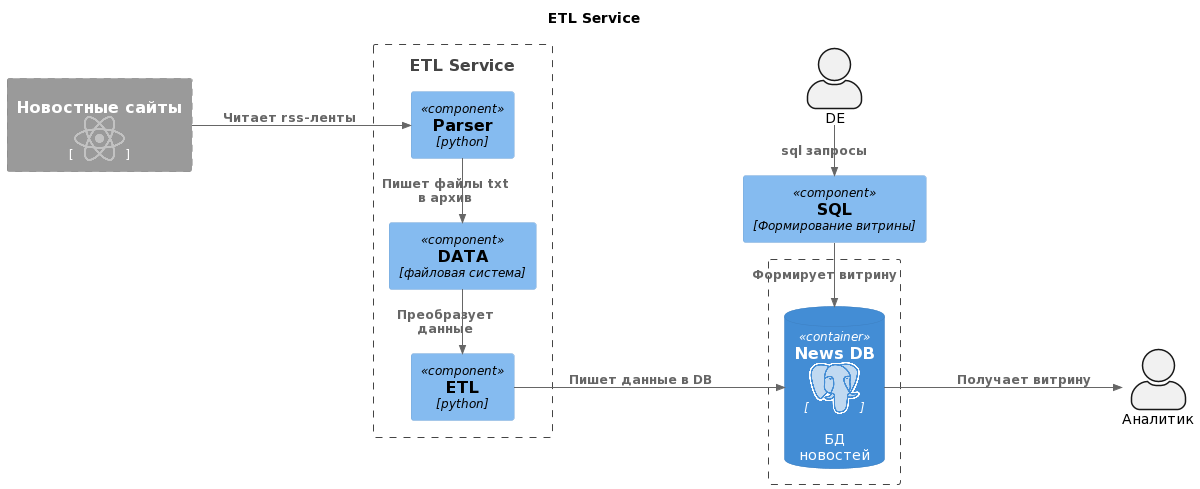 ETL Service
ETL Service
Новостные сайты
[ ]
Читает rss-ленты
«component»
Parser
[python]
Пишет файлы txt
в архив
«component»
DATA
[файловая система]
Преобразует
данные
«component»
ETL
[python]
Пишет данные в DB
DE
sql запросы
«component»
SQL
[Формирование витрины]
Формирует витрину
«container»
News DB
[ ]
БД
новостей
Получает витрину
Аналитик